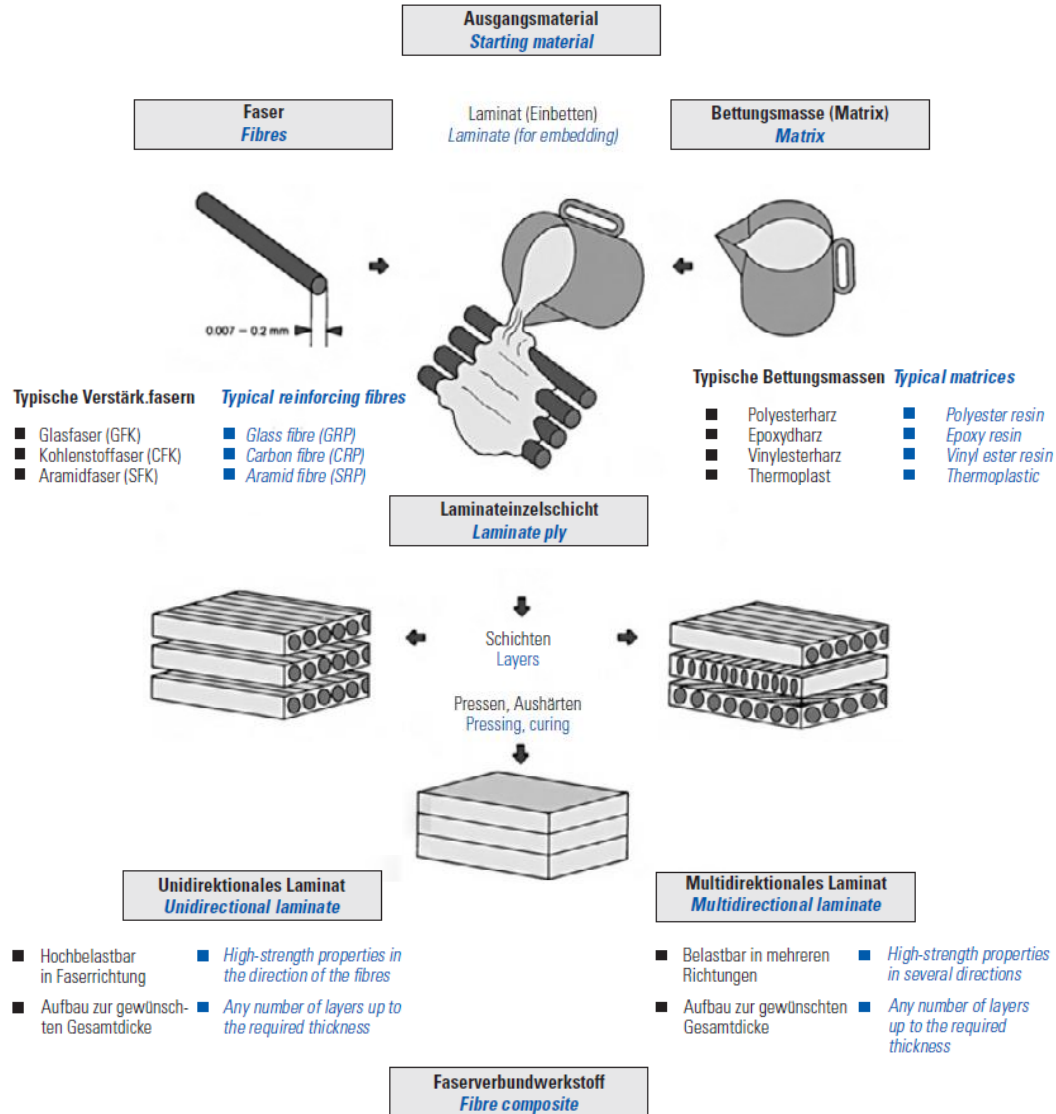 Ausgangsmaterial
Starting material
Faser
Fibres
Laminat (Einbetten)
Laminate (for embedding)
Bettungsmasse (Matrix)
Matrix
0.007 – 0.2 mm
Typische Verstärk.fasern
Typical reinforcing fibres
Glasfaser (GFK)
Kohlenstoffaser (CFK)
Aramidfaser (SFK)
Glass fibre (GRP)
Carbon fibre (CRP)
Aramid fibre (SRP)
Typische Bettungsmassen
Typical matrices
Polyesterharz
Epoxydharz
Vinylesterharz
Thermoplast
Polyester resin
Epoxy resin
Vinyl ester resin
Thermoplastic
Laminateinzelschicht
Laminate ply
Schichten
Layers
Pressen, Aushärten
Pressing, curing
Unidirektionales Laminat
Unidirectional laminate
Hochbelastbar
in Faserrichtung
Aufbau zur gewünsch-
ten Gesamtdicke
High-strength properties in
the direction of the fibres
Any number of layers up to
the required thickness
Multidirektionales Laminat
Multidirectional laminate
Belastbar in mehreren
Richtungen
Aufbau zur gewünschten
Gesamtdicke
High-strength properties
in several directions
Any number of layers
up to the required
thickness
Faserverbundwerkstoff
Fibre composite